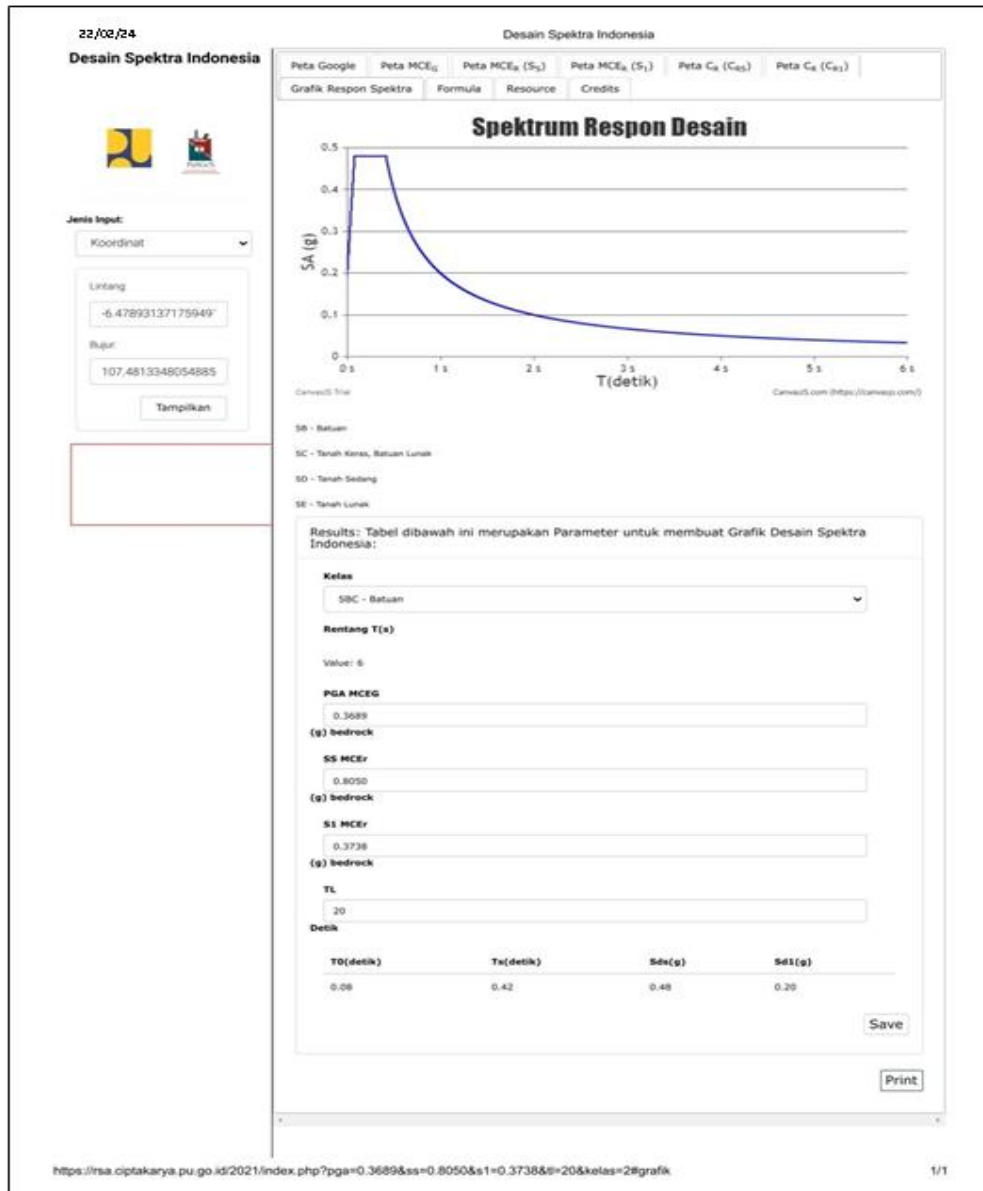 22/02/24
Desain Spektra Indonesia
Desain Spektra Indonesia
Jenis Input:
Koordinat
Lintang
-6.47893137175949
Bujur:
107.4813348054885
Tampilkan
Peta Google Peta MCEG Peta MCER (SS) Peta MCER (S1) Peta CR (CRS) Peta CR (CR1)
Grafik Respon Spektra Formula Resource Credits
Spektrum Respon Desain
SA (g)
0.5
0.4
0.3
0.2
0.1
0
0 s 1 s 2 s 3 s 4 s 5 s 6 s
T(detik)
CanvasJS Trial CanvasJS.com (https://canvasjs.com/)
SB - Batuan
SC - Tanah Keras, Batuan Lunak
SD - Tanah Sedang
SE - Tanah Lunak
Results: Tabel dibawah ini merupakan Parameter untuk membuat Grafik Desain Spektra
Indonesia:
Kelas
SBC - Batuan
Rentang T(s)
Value: 6
PGA MCEG
0.3689
(g) bedrock
SS MCEr
0.8050
(g) bedrock
S1 MCEr
0.3738
(g) bedrock
TL
20
Detik
T0(detik) Ts(detik) Sds(g) Sd1(g)
0.08 0.42 0.48 0.20
Save
Print
https://rsa.ciptakarya.pu.go.id/2021/index.php?pga=0.3689&ss=0.8050&s1=0.3738&tl=20&kelas=2#grafik 1/1